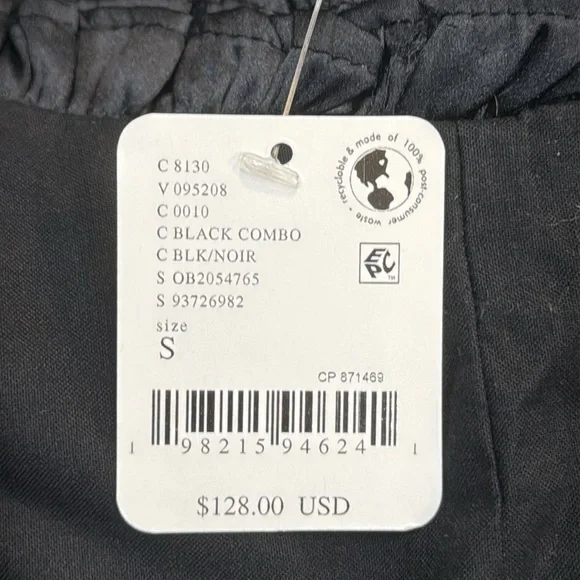 C 8130
V 095208
C 0010
C BLACK COMBO
C BLK/NOIR
S OB2054765
S 93726982
size
S
recyclable & made of 100% post-consumer waste •
EPC TM
CP 871469
1 98215 94624 1
$128.00 USD